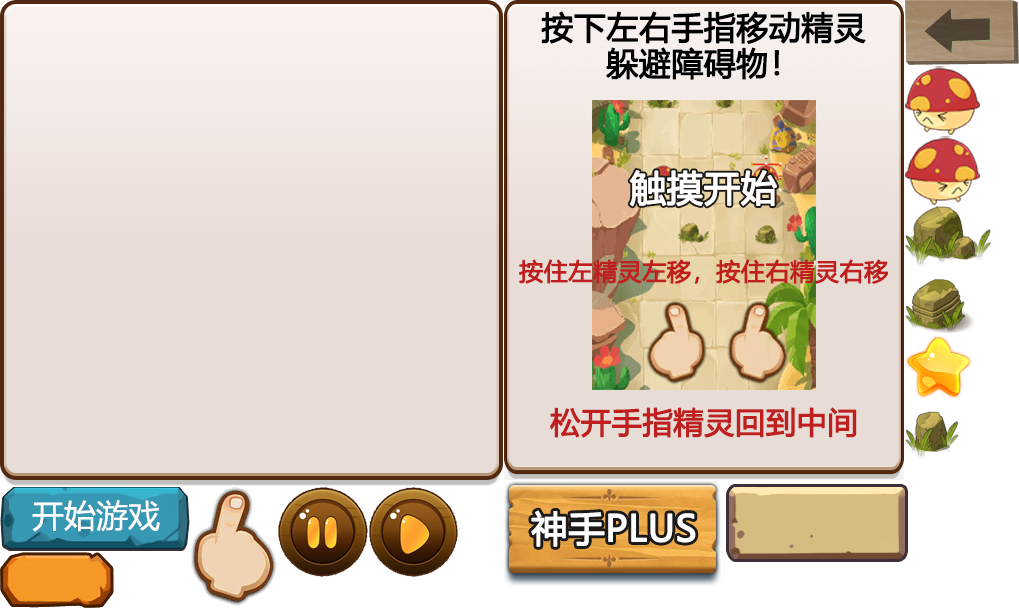 按下左右手指移动精灵
躲避障碍物！
触摸开始
按住左精灵左移，按住右精灵右移
松开手指精灵回到中间
开始游戏
神手PLUS